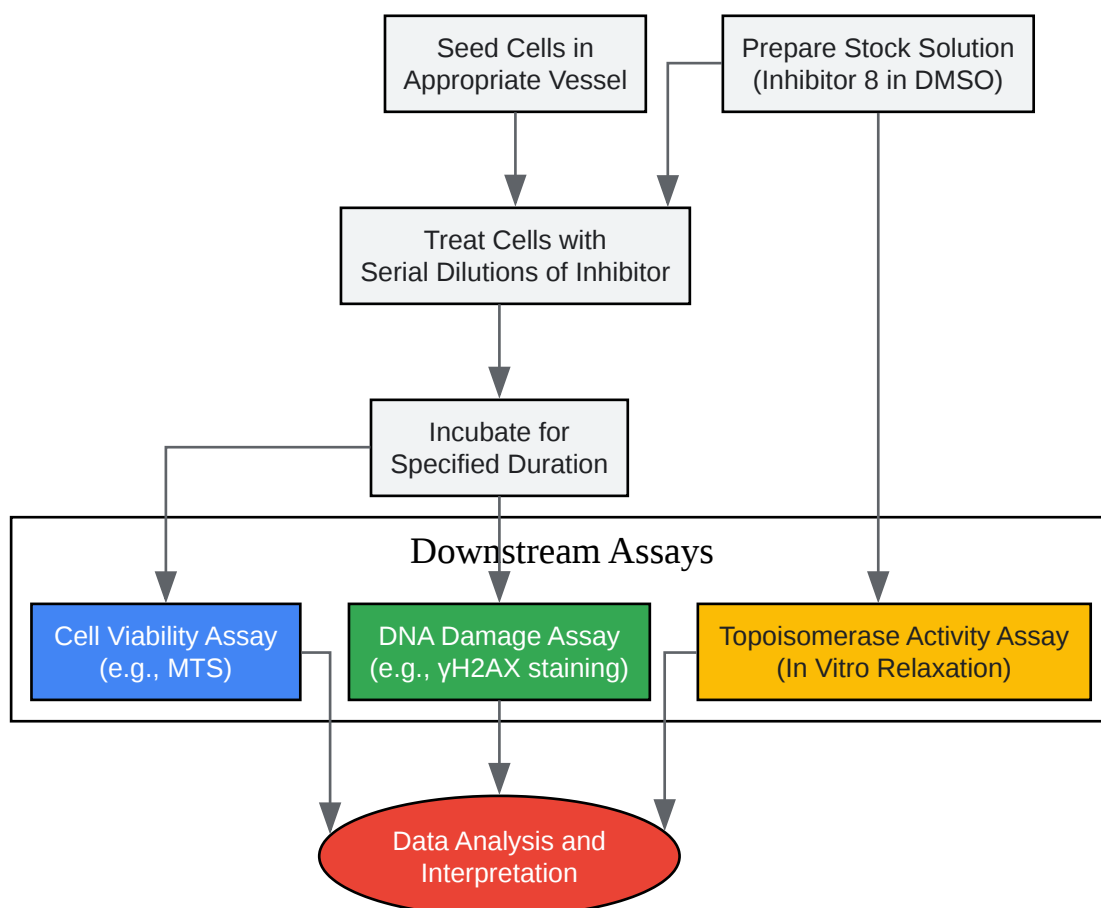 Seed Cells in
Appropriate Vessel
Prepare Stock Solution
(Inhibitor 8 in DMSO)
Treat Cells with
Serial Dilutions of Inhibitor
Incubate for
Specified Duration
Downstream Assays
Cell Viability Assay
(e.g., MTS)
DNA Damage Assay
(e.g., γH2AX staining)
Topoisomerase Activity Assay
(In Vitro Relaxation)
Data Analysis and
Interpretation